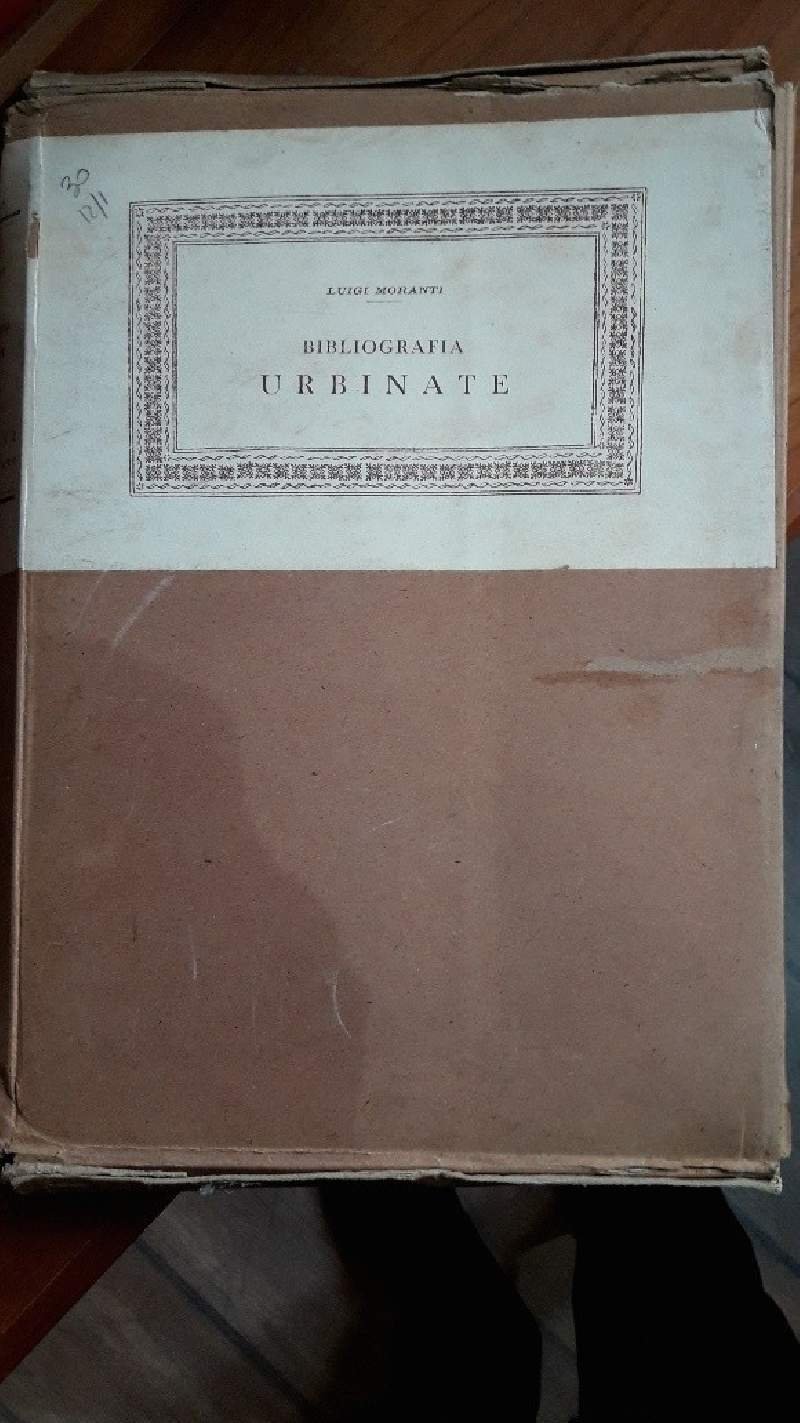 30
12/1
LUIGI MORANTI
BIBLIOGRAFIA
URBINATE